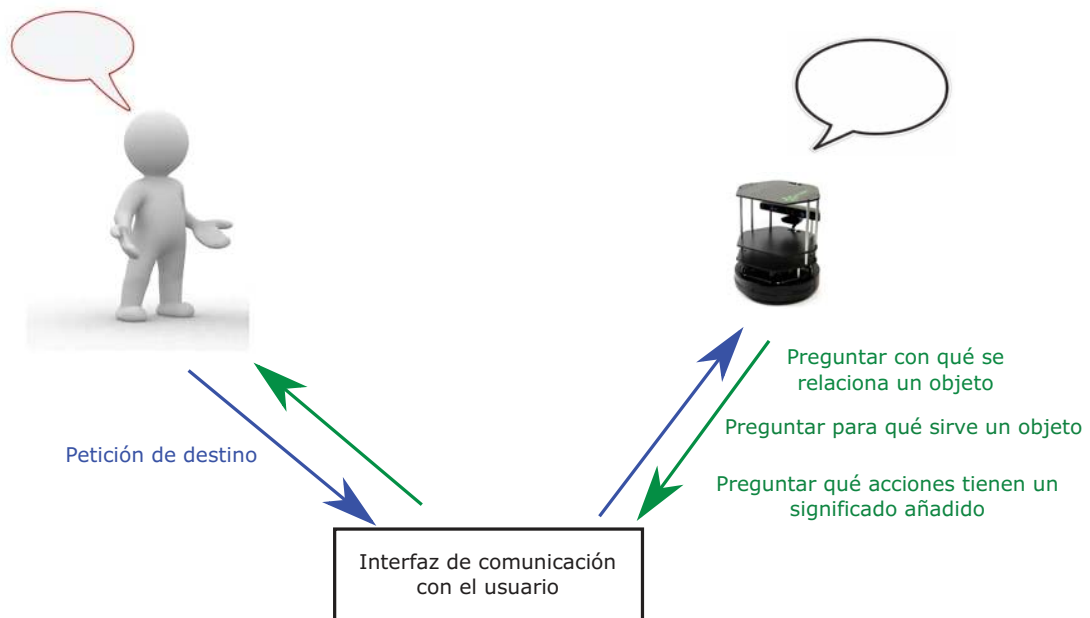 Preguntar con qué se
relaciona un objeto
Preguntar para qué sirve un objeto
Petición de destino
Preguntar qué acciones tienen un
significado añadido
Interfaz de comunicación
con el usuario